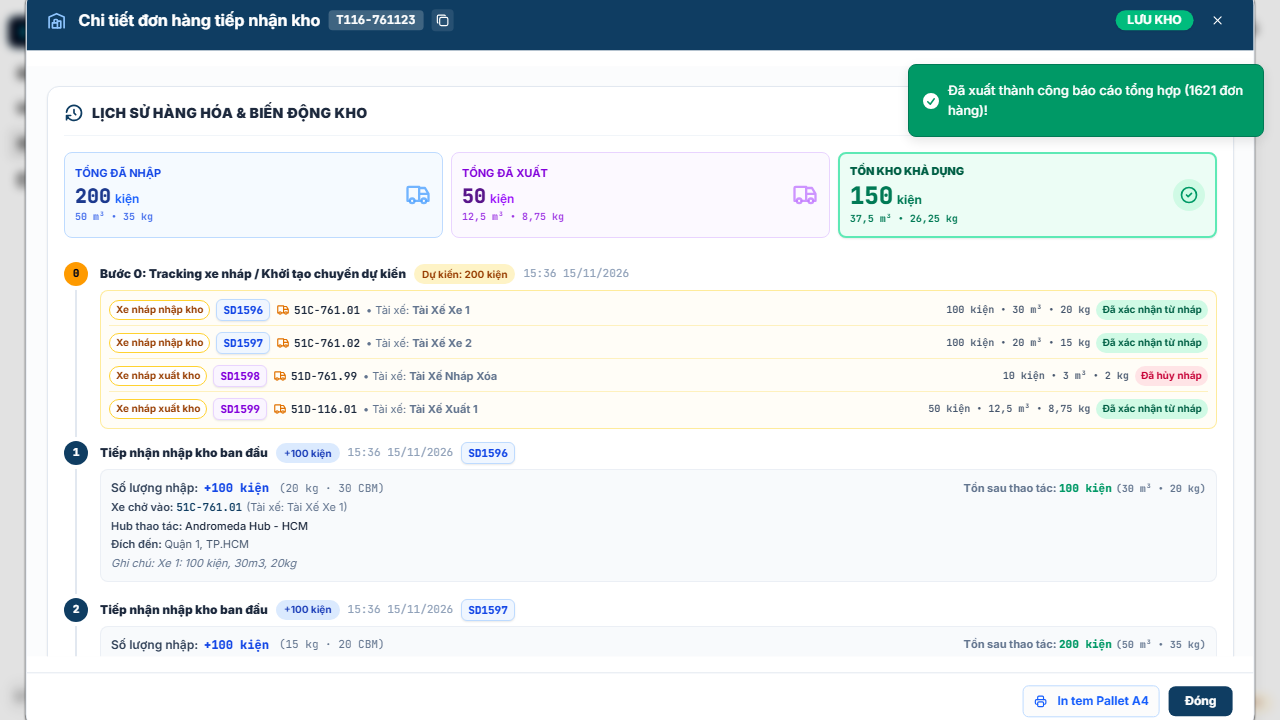 Chi tiết đơn hàng tiếp nhận kho T116-761123 LƯU KHO
Đã xuất thành công báo cáo tổng hợp (1621 đơn
hàng)!
LỊCH SỬ HÀNG HÓA & BIẾN ĐỘNG KHO
TỔNG ĐÃ NHẬP
200 kiện
50 m³ • 35 kg
TỔNG ĐÃ XUẤT
50 kiện
12,5 m³ • 8,75 kg
TỒN KHO KHẢ DỤNG
150 kiện
37,5 m³ • 26,25 kg
0 Bước 0: Tracking xe nháp / Khởi tạo chuyến dự kiến Dự kiến: 200 kiện 15:36 15/11/2026
Xe nháp nhập kho SD1596 51C-761.01 • Tài xế: Tài Xế Xe 1 100 kiện • 30 m³ • 20 kg Đã xác nhận từ nháp
Xe nháp nhập kho SD1597 51C-761.02 • Tài xế: Tài Xế Xe 2 100 kiện • 20 m³ • 15 kg Đã xác nhận từ nháp
Xe nháp xuất kho SD1598 51D-761.99 • Tài xế: Tài Xế Nháp Xóa 10 kiện • 3 m³ • 2 kg Đã hủy nháp
Xe nháp xuất kho SD1599 51D-116.01 • Tài xế: Tài Xế Xuất 1 50 kiện • 12,5 m³ • 8,75 kg Đã xác nhận từ nháp
1 Tiếp nhận nhập kho ban đầu +100 kiện 15:36 15/11/2026 SD1596
Số lượng nhập: +100 kiện (20 kg · 30 CBM) Tồn sau thao tác: 100 kiện (30 m³ • 20 kg)
Xe chở vào: 51C-761.01 (Tài xế: Tài Xế Xe 1)
Hub thao tác: Andromeda Hub - HCM
Đích đến: Quận 1, TP.HCM
Ghi chú: Xe 1: 100 kiện, 30m3, 20kg
2 Tiếp nhận nhập kho ban đầu +100 kiện 15:36 15/11/2026 SD1597
Số lượng nhập: +100 kiện (15 kg · 20 CBM) Tồn sau thao tác: 200 kiện (50 m³ • 35 kg)
In tem Pallet A4 Đóng